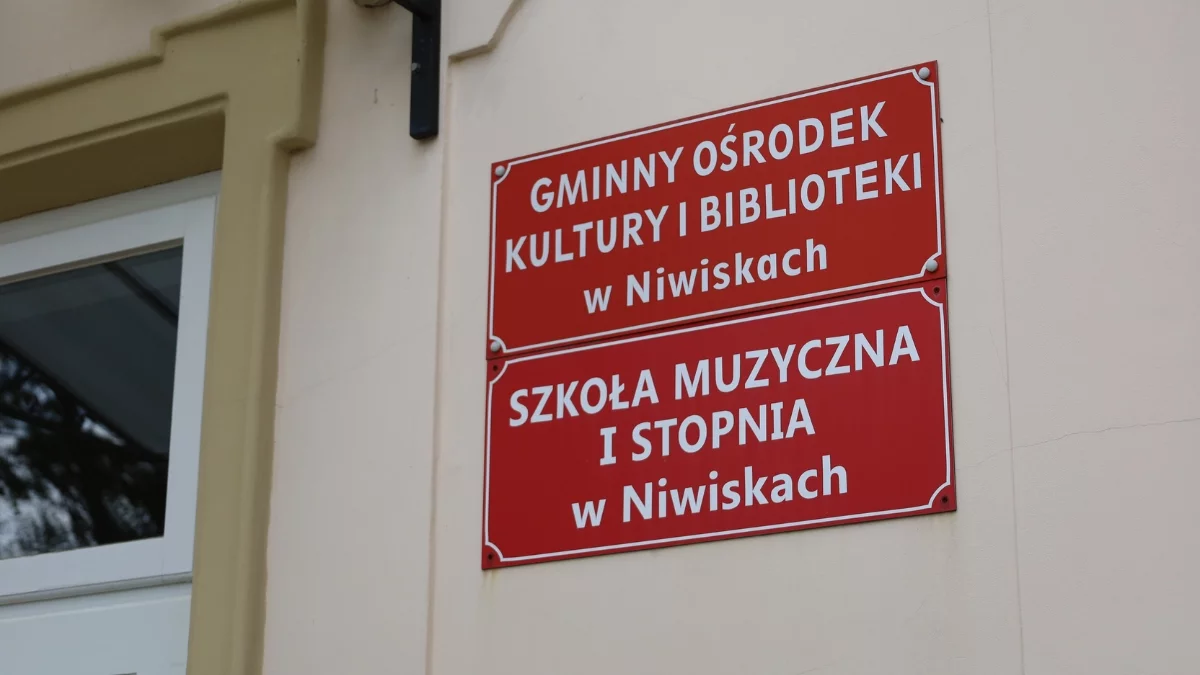 GMINNY OŚRODEK
KULTURY I BIBLIOTEKI
w Niwiskach
SZKOŁA MUZYCZNA
I STOPNIA
w Niwiskach